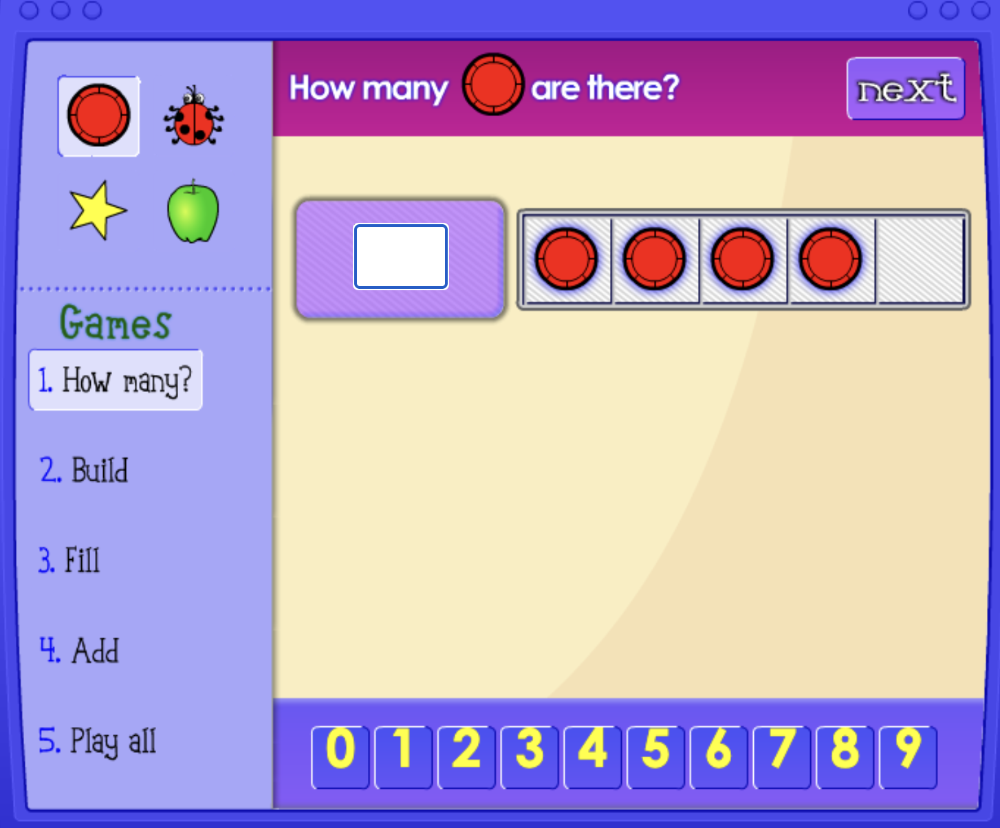 How many are there?
next
Games
1. How many?
2. Build
3. Fill
4. Add
5. Play all
0 1 2 3 4 5 6 7 8 9